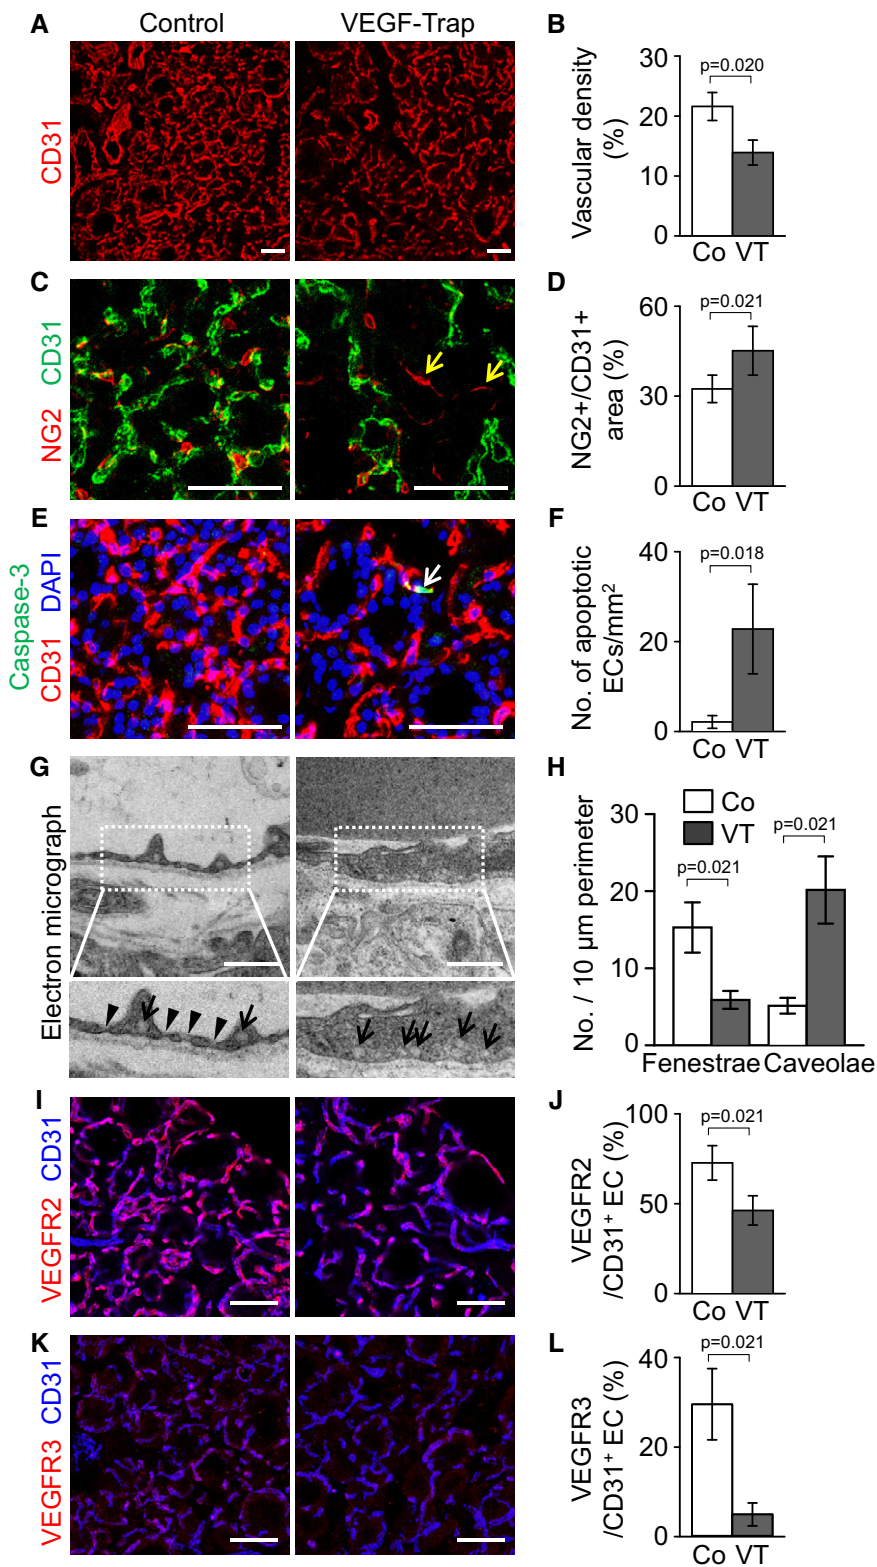 A
Control
VEGF-Trap
CD31
B
Vascular density
(%)
30
20
10
0
p=0.020
Co VT
C
NG2 CD31
D
NG2+/CD31+
area (%)
60
30
0
p=0.021
Co VT
E
Caspase-3
CD31 DAPI
F
No. of apoptotic
ECs/mm²
40
20
0
p=0.018
Co VT
G
Electron micrograph
H
No. / 10 µm perimeter
30
20
10
0
Co
VT
p=0.021
p=0.021
Fenestrae Caveolae
I
VEGFR2 CD31
J
VEGFR2
/CD31⁺ EC (%)
100
50
0
p=0.021
Co VT
K
VEGFR3 CD31
L
VEGFR3
/CD31⁺ EC (%)
40
20
0
p=0.021
Co VT